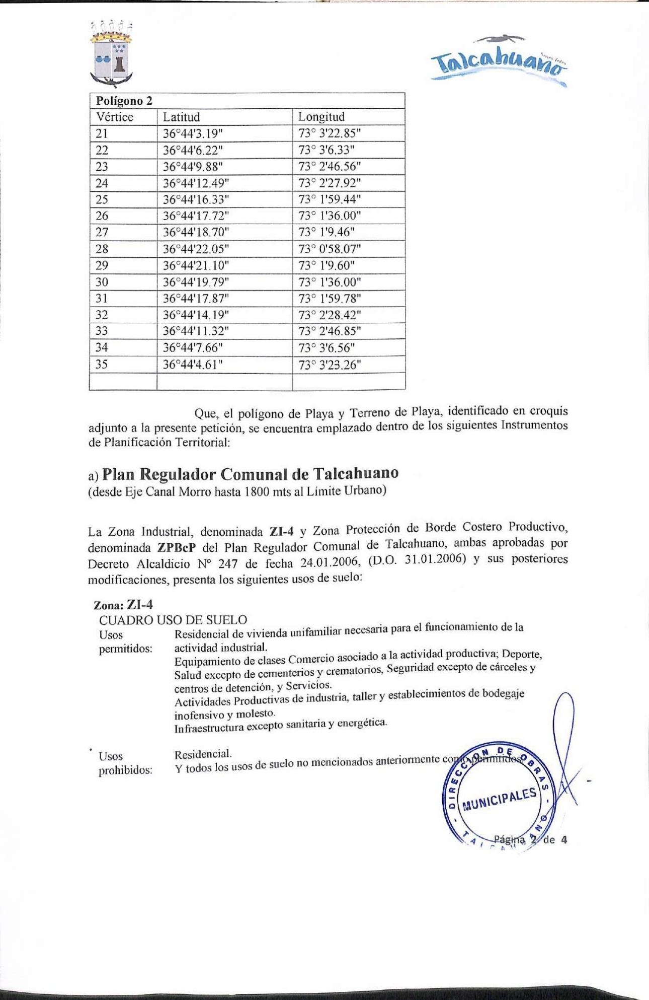 Talcahuano
Polígono 2
Vértice Latitud Longitud
21 36°44'3.19" 73° 3'22.85"
22 36°44'6.22" 73° 3'6.33"
23 36°44'9.88" 73° 2'46.56"
24 36°44'12.49" 73° 2'27.92"
25 36°44'16.33" 73° 1'59.44"
26 36°44'17.72" 73° 1'36.00"
27 36°44'18.70" 73° 1'9.46"
28 36°44'22.05" 73° 0'58.07"
29 36°44'21.10" 73° 1'9.60"
30 36°44'19.79" 73° 1'36.00"
31 36°44'17.87" 73° 1'59.78"
32 36°44'14.19" 73° 2'28.42"
33 36°44'11.32" 73° 2'46.85"
34 36°44'7.66" 73° 3'6.56"
35 36°44'4.61" 73° 3'23.26"
Que, el polígono de Playa y Terreno de Playa, identificado en croquis
adjunto a la presente petición, se encuentra emplazado dentro de los siguientes Instrumentos
de Planificación Territorial:
a) Plan Regulador Comunal de Talcahuano
(desde Eje Canal Morro hasta 1800 mts al Límite Urbano)
La Zona Industrial, denominada ZI-4 y Zona Protección de Borde Costero Productivo,
denominada ZPBcP del Plan Regulador Comunal de Talcahuano, ambas aprobadas por
Decreto Alcaldicio Nº 247 de fecha 24.01.2006, (D.O. 31.01.2006) y sus posteriores
modificaciones, presenta los siguientes usos de suelo:
Zona: ZI-4
CUADRO USO DE SUELO
Usos Residencial de vivienda unifamiliar necesaria para el funcionamiento de la
permitidos: actividad industrial.
Equipamiento de clases Comercio asociado a la actividad productiva; Deporte,
Salud excepto de cementerios y crematorios, Seguridad excepto de cárceles y
centros de detención, y Servicios.
Actividades Productivas de industria, taller y establecimientos de bodegaje
inofensivo y molesto.
Infraestructura excepto sanitaria y energética.
Usos Residencial.
prohibidos: Y todos los usos de suelo no mencionados anteriormente como permitidos.
- DIRECCION DE OBRAS -
MUNICIPALES
TALCAHUANO
Página 2 de 4